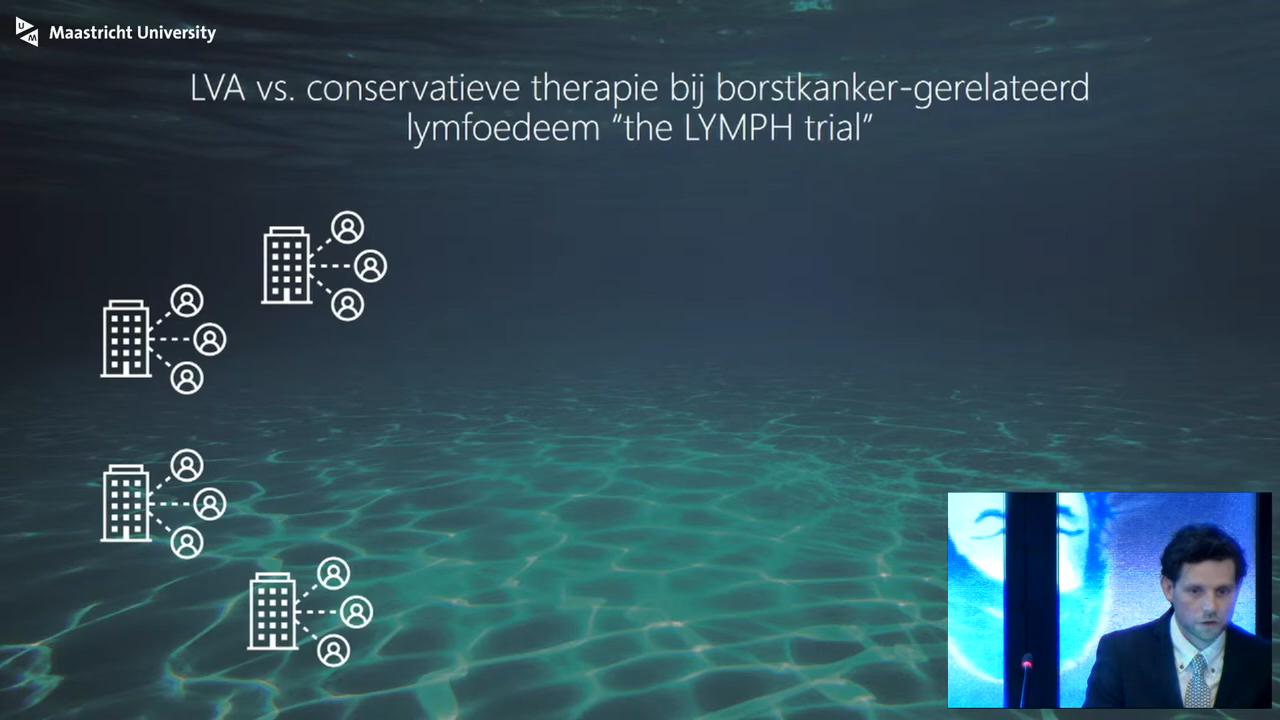 Maastricht University
LVA vs. conservatieve therapie bij borstkanker-gerelateerd
lymfoedeem "the LYMPH trial"